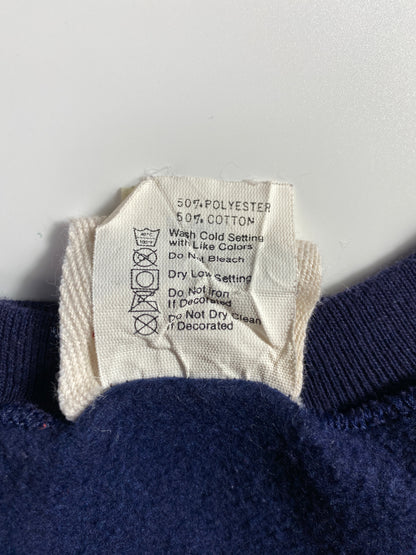 50% POLYESTER
50% COTTON
Wash Cold Setting
with Like Colors
Do Not Bleach
Dry Low Setting
Do Not Iron
If Decorated
Do Not Dry Clean
If Decorated